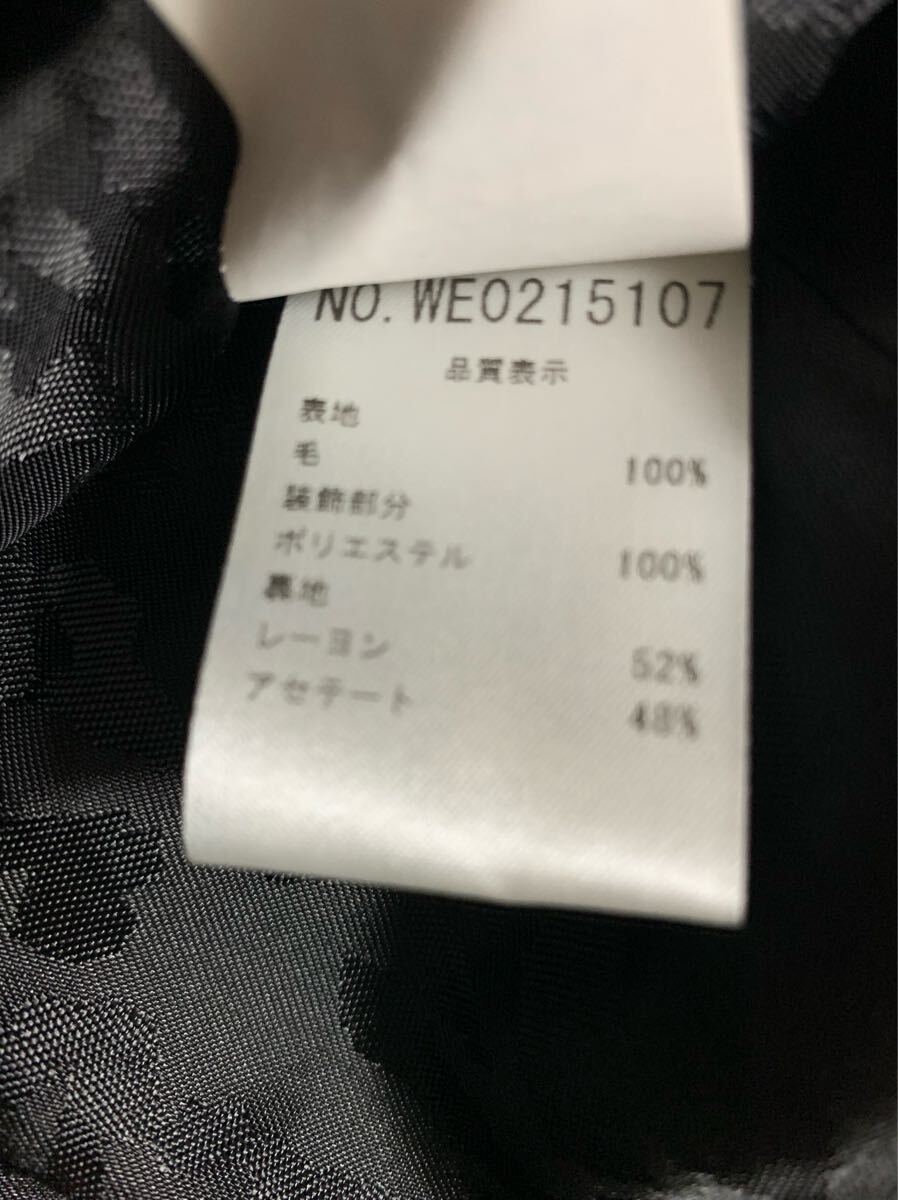 NO. WE0215107
品質表示
表地
毛 100%
装飾部分
ポリエステル 100%
裏地
レーヨン 52%
アセテート 48%